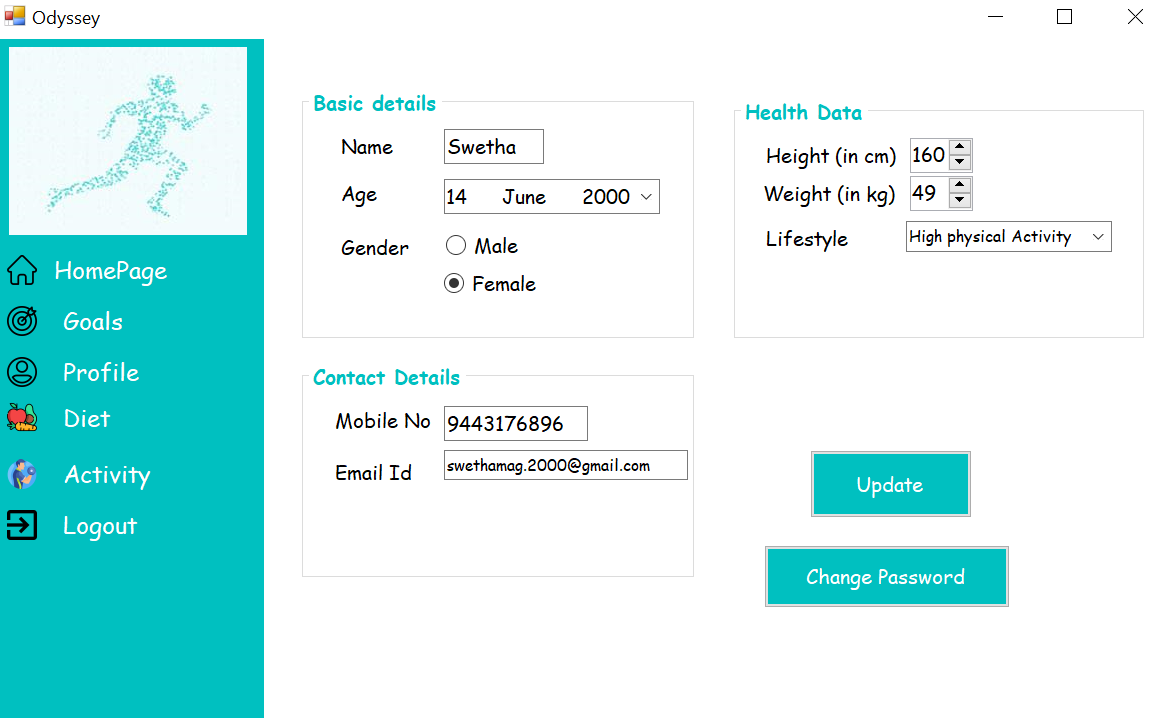 Odyssey
HomePage
Goals
Profile
Diet
Activity
Logout
Basic details
Name Swetha
Age 14 June 2000
Gender Male
Female
Contact Details
Mobile No 9443176896
Email Id swethamag.2000@gmail.com
Health Data
Height (in cm) 160
Weight (in kg) 49
Lifestyle High physical Activity
Update
Change Password